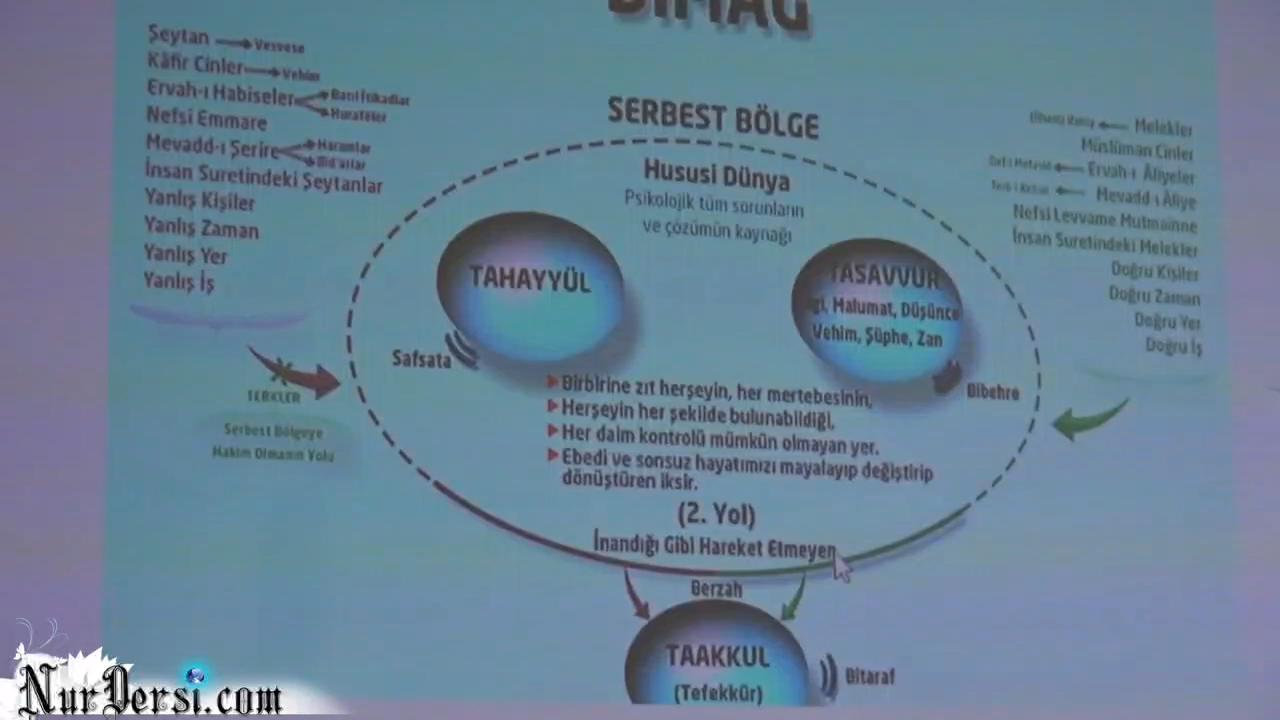 DİMAĞ
Şeytan Vesvese
Kâfir Cinler Vehim
Ervah-ı Habiseler Batıl İtikadlar
Hurafeler
Nefsi Emmare
Mevadd-ı Şerire Haramlar
Bid'atlar
İnsan Suretindeki Şeytanlar
Yanlış Kişiler
Yanlış Zaman
Yanlış Yer
Yanlış İş
TERKLER
Serbest Bölgeye
Hakim Olmanın Yolu
SERBEST BÖLGE
Hususi Dünya
Psikolojik tüm sorunların
ve çözümün kaynağı
TAHAYYÜL
Safsata
TASAVVUR
Malumat, Düşünce
Vehim, Şüphe, Zan
Bibehre
Birbirine zıt herşeyin, her mertebesinin,
Herşeyin her şekilde bulunabildiği,
Her daim kontrolü mümkün olmayan yer.
Ebedi ve sonsuz hayatımızı mayalayıp değiştirip
dönüştüren iksir.
(2. Yol)
İnandığı Gibi Hareket Etmeyen
Berzah
TAAKKUL
(Tefekkür)
Bitaraf
Melekler
Müslüman Cinler
Ervah-ı Âliyeler
Mevadd-ı Âliye
Nefsi Levvame Mutmainne
İnsan Suretindeki Melekler
Doğru Kişiler
Doğru Zaman
Doğru Yer
Doğru İş
NurDersi.com